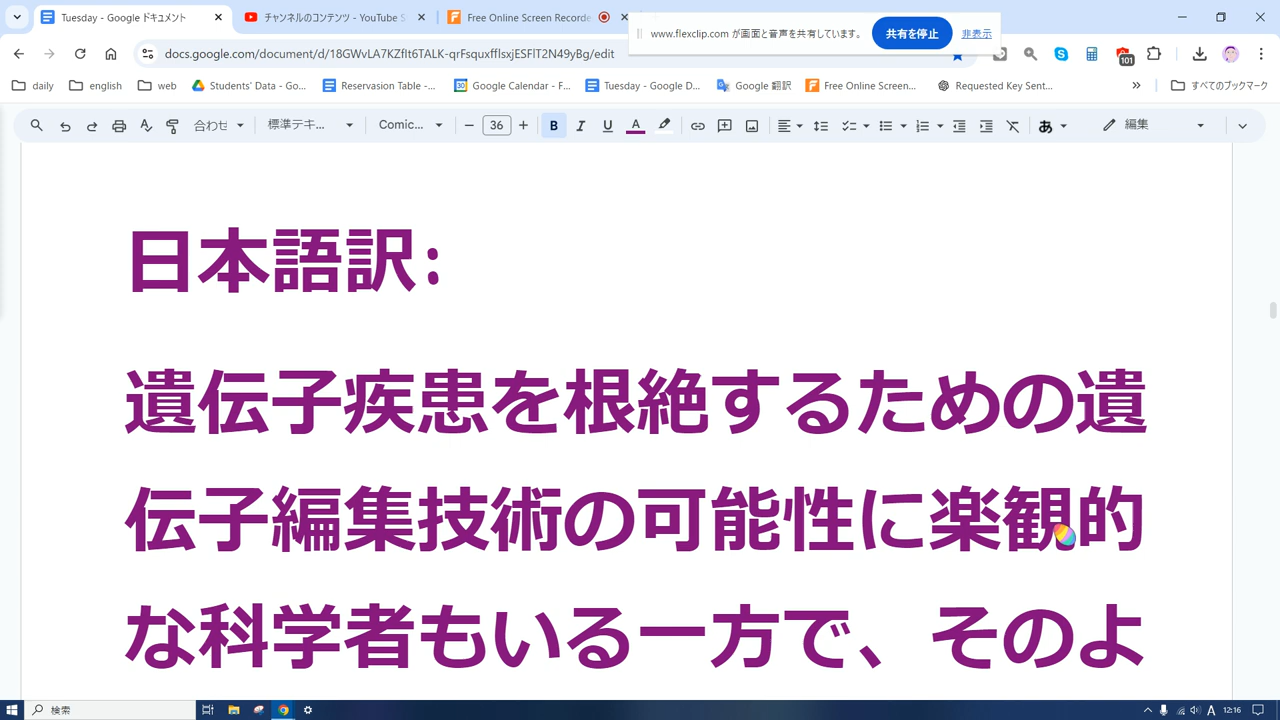 Tuesday - Google ドキュメント
チャンネルのコンテンツ - YouTube S
Free Online Screen Recorde
www.flexclip.com が画面と音声を共有しています。
共有を停止
非表示
docs.google.com
nt/d/18GWvLA7KZflt6TALK-qrFsquxfflsxjESFlT2N49yBg/edit
101
daily
english
web
Students' Data - Go...
Reservasion Table -...
Google Calendar - F...
Tuesday - Google D...
Google 翻訳
Free Online Screen...
Requested Key Sent...
»
すべてのブックマーク
合わせ
標準テキ...
Comic...
36
B
I
U
A
あ
編集
日本語訳:
遺伝子疾患を根絶するための遺
伝子編集技術の可能性に楽観的
な科学者もいる一方で、そのよ
検索
A
12:16